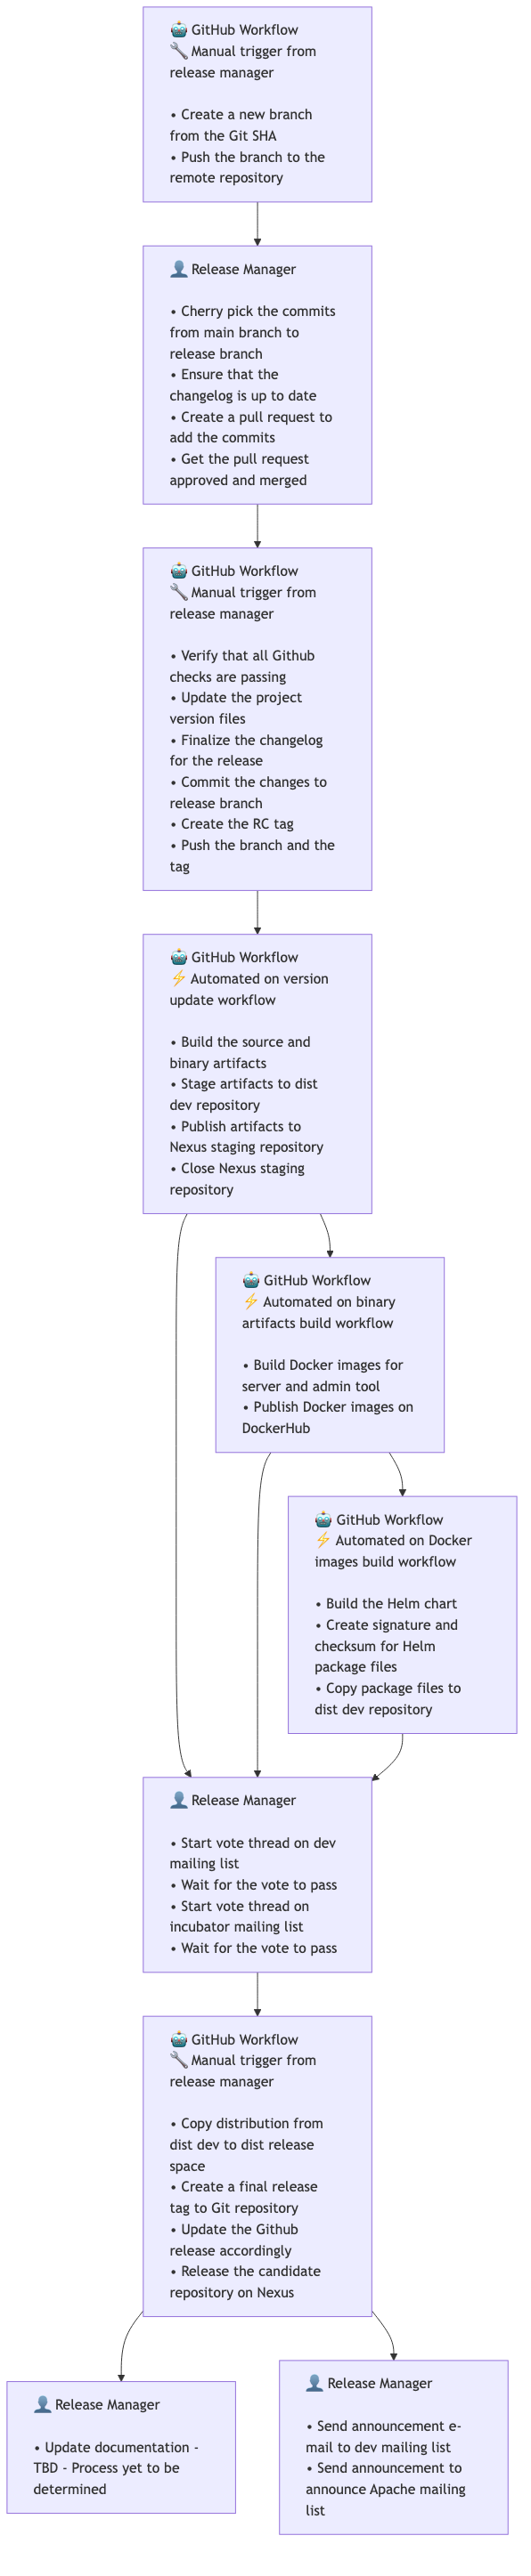 🤖 GitHub Workflow
🔧 Manual trigger from
release manager
• Create a new branch
from the Git SHA
• Push the branch to the
remote repository
👤 Release Manager
• Cherry pick the commits
from main branch to
release branch
• Ensure that the
changelog is up to date
• Create a pull request to
add the commits
• Get the pull request
approved and merged
🤖 GitHub Workflow
🔧 Manual trigger from
release manager
• Verify that all Github
checks are passing
• Update the project
version files
• Finalize the changelog
for the release
• Commit the changes to
release branch
• Create the RC tag
• Push the branch and the
tag
🤖 GitHub Workflow
⚡ Automated on version
update workflow
• Build the source and
binary artifacts
• Stage artifacts to dist
dev repository
• Publish artifacts to
Nexus staging repository
• Close Nexus staging
repository
🤖 GitHub Workflow
⚡ Automated on binary
artifacts build workflow
• Build Docker images for
server and admin tool
• Publish Docker images on
DockerHub
🤖 GitHub Workflow
⚡ Automated on Docker
images build workflow
• Build the Helm chart
• Create signature and
checksum for Helm
package files
• Copy package files to
dist dev repository
👤 Release Manager
• Start vote thread on dev
mailing list
• Wait for the vote to pass
• Start vote thread on
incubator mailing list
• Wait for the vote to pass
🤖 GitHub Workflow
🔧 Manual trigger from
release manager
• Copy distribution from
dist dev to dist release
space
• Create a final release
tag to Git repository
• Update the Github
release accordingly
• Release the candidate
repository on Nexus
👤 Release Manager
• Update documentation -
TBD - Process yet to be
determined
👤 Release Manager
• Send announcement e-
mail to dev mailing list
• Send announcement to
announce Apache mailing
list